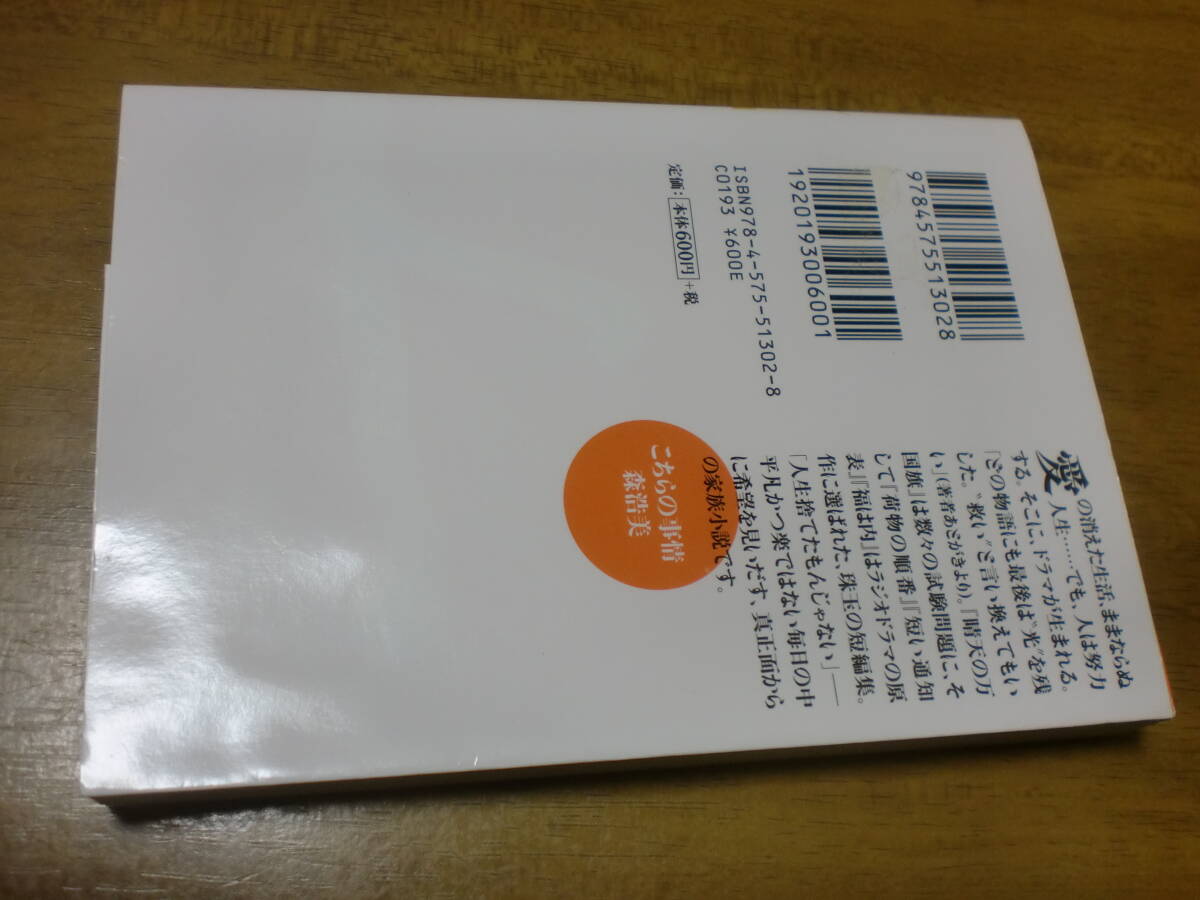 9784575513028
1920193006001
ISBN978-4-575-51302-8
C0193 ¥600E
定価：本体600円+税
愛の消えた生活、ままならぬ
人生……でも、人は努力
する。そこに、ドラマが生まれる。
「どの物語にも最後は〝光〟を残
した。〝救い〟と言い換えてもい
い」（著者あとがきより）。『晴天の万
国旗』は数々の試験問題に、そ
して『荷物の順番』『短い通知
表』『福は内』はラジオドラマの原
作に選ばれた、珠玉の短編集。
「人生捨てたもんじゃない」――
平凡かつ楽ではない毎日の中
に希望を見いだす、真正面から
の家族小説です。
こちらの事情
森浩美